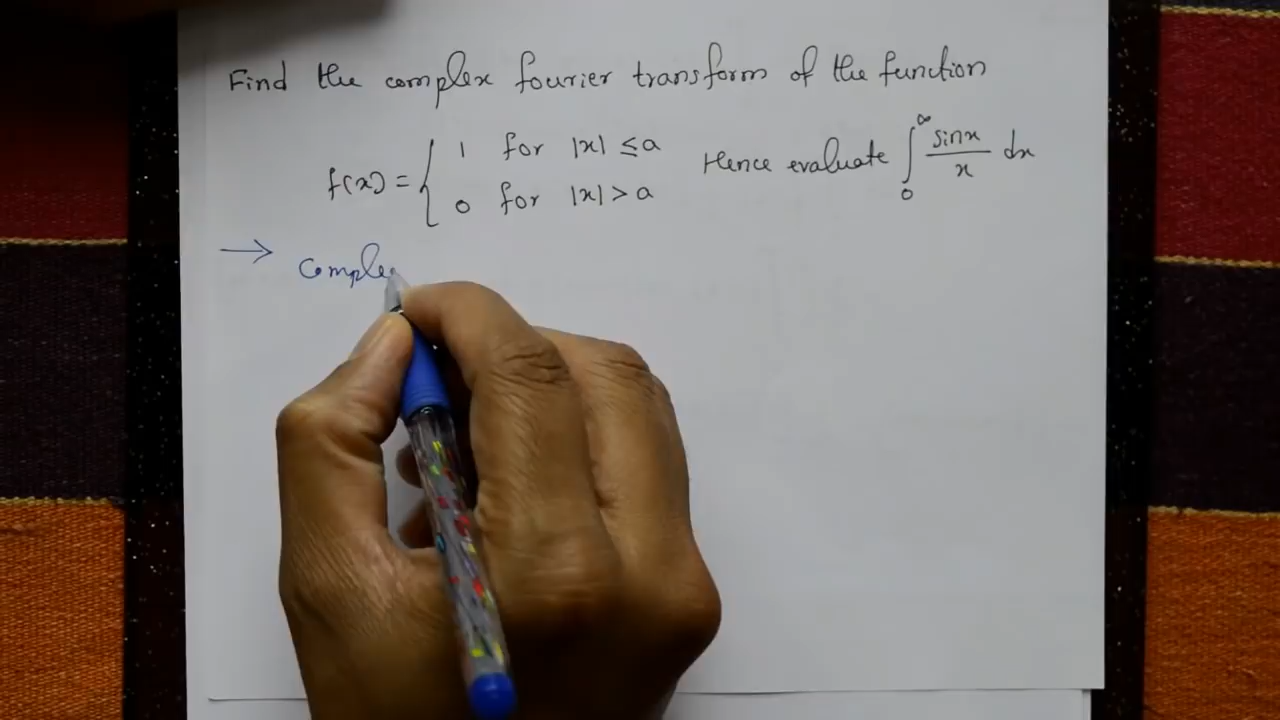 Find the complex fourier transform of the function
f(x) = { 1 for |x| ≤ a
0 for |x| > a
Hence evaluate ∫₀^∞ sinx/x dx
→ comple